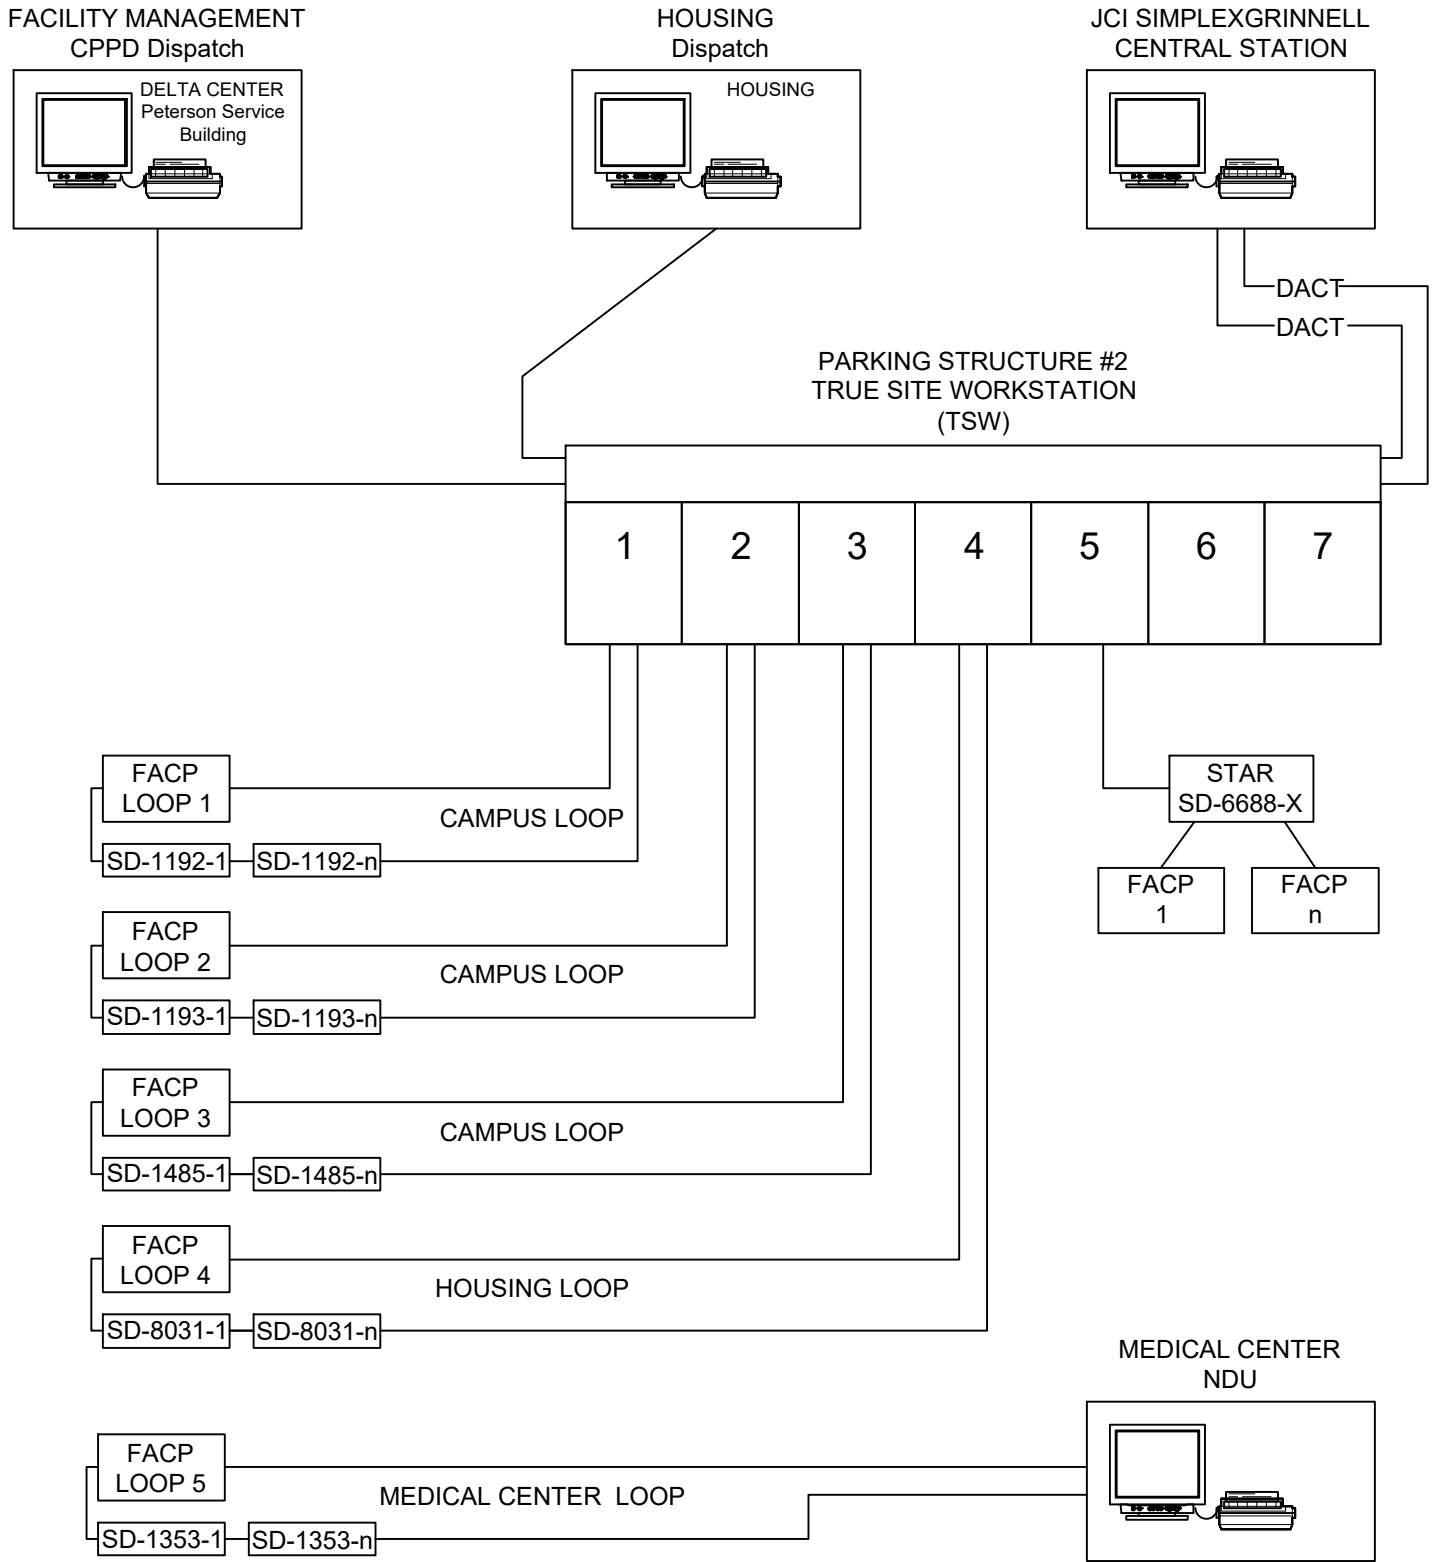 FACILITY MANAGEMENT
CPPD Dispatch
HOUSING
Dispatch
JCI SIMPLEXGRINNELL
CENTRAL STATION
DELTA CENTER
Peterson Service
Building
HOUSING
DACT
DACT
PARKING STRUCTURE #2
TRUE SITE WORKSTATION
(TSW)
1 2 3 4 5 6 7
FACP
LOOP 1
CAMPUS LOOP
SD-1192-1 SD-1192-n
STAR
SD-6688-X
FACP
1
FACP
n
FACP
LOOP 2
CAMPUS LOOP
SD-1193-1 SD-1193-n
FACP
LOOP 3
CAMPUS LOOP
SD-1485-1 SD-1485-n
FACP
LOOP 4
HOUSING LOOP
SD-8031-1 SD-8031-n
MEDICAL CENTER
NDU
FACP
LOOP 5
MEDICAL CENTER LOOP
SD-1353-1 SD-1353-n